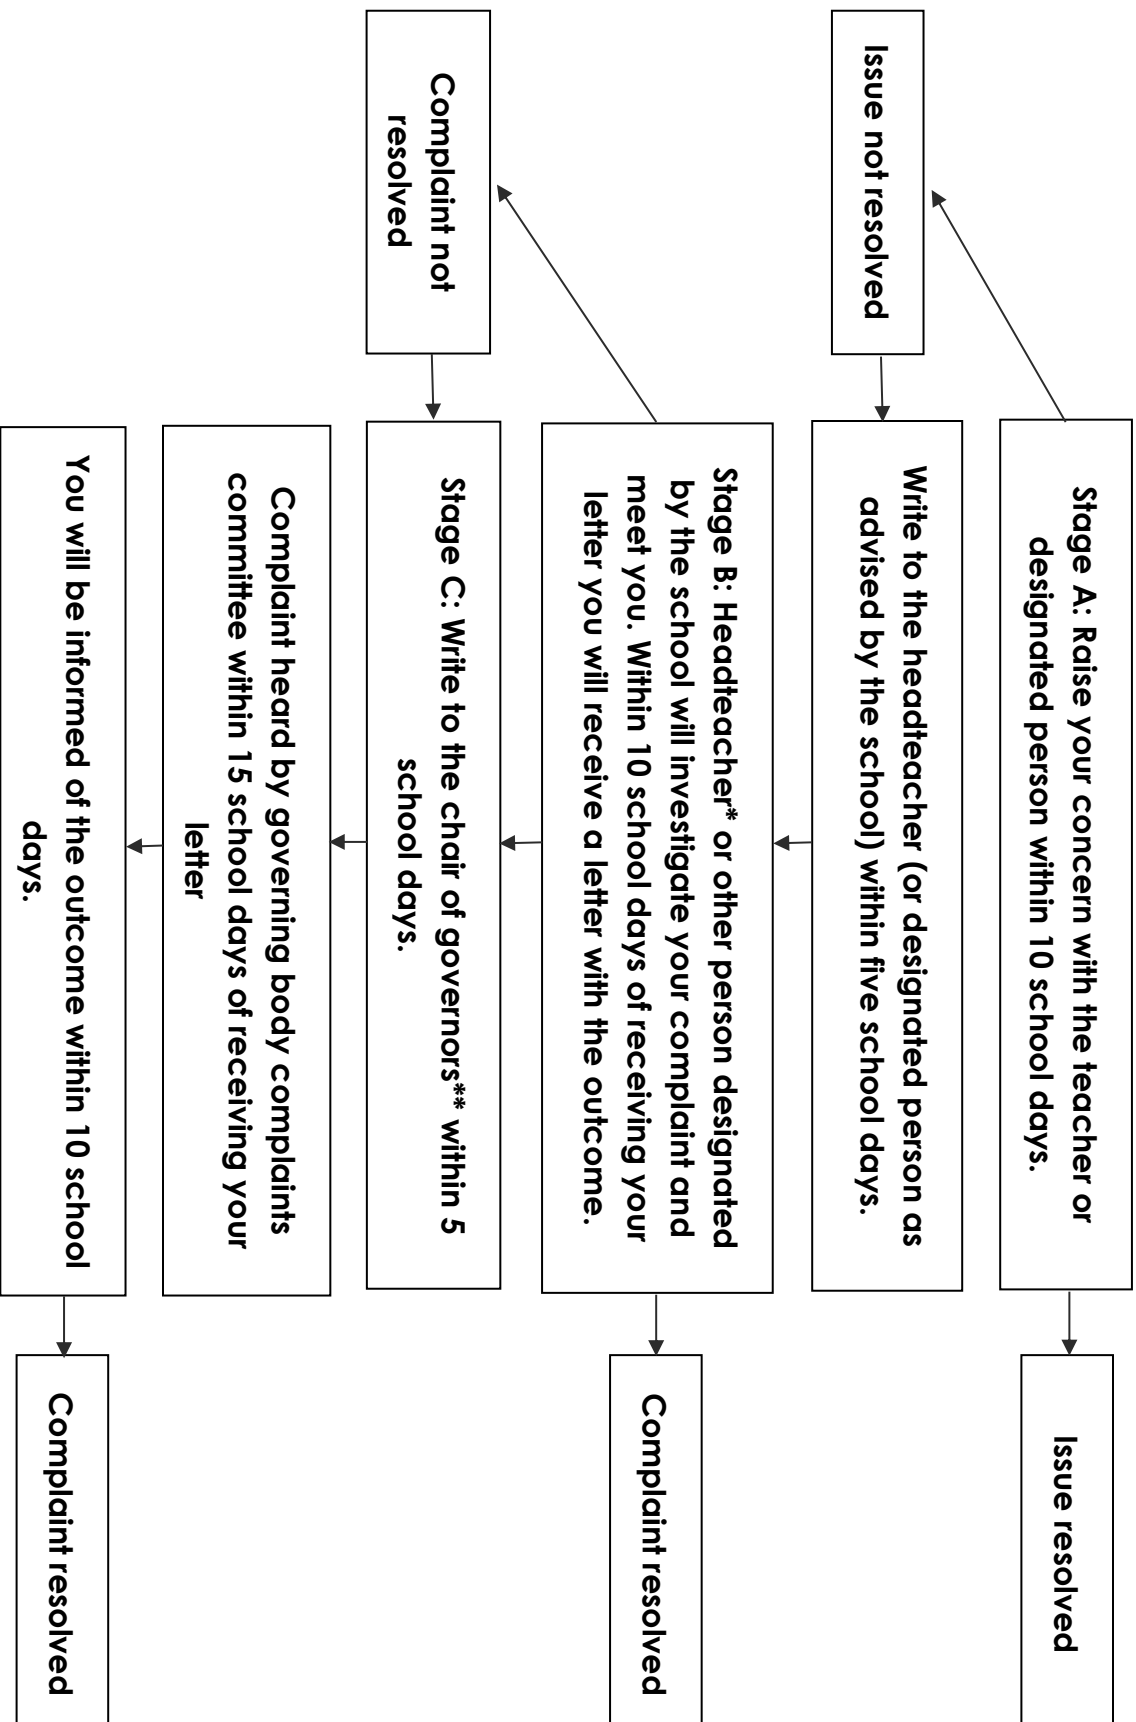 Stage A: Raise your concern with the teacher or
designated person within 10 school days.
Issue resolved
Issue not resolved
Write to the headteacher (or designated person as
advised by the school) within five school days.
Stage B: Headteacher* or other person designated
by the school will investigate your complaint and
meet you. Within 10 school days of receiving your
letter you will receive a letter with the outcome.
Complaint resolved
Complaint not
resolved
Stage C: Write to the chair of governors** within 5
school days.
Complaint heard by governing body complaints
committee within 15 school days of receiving your
letter
You will be informed of the outcome within 10 school
days.
Complaint resolved